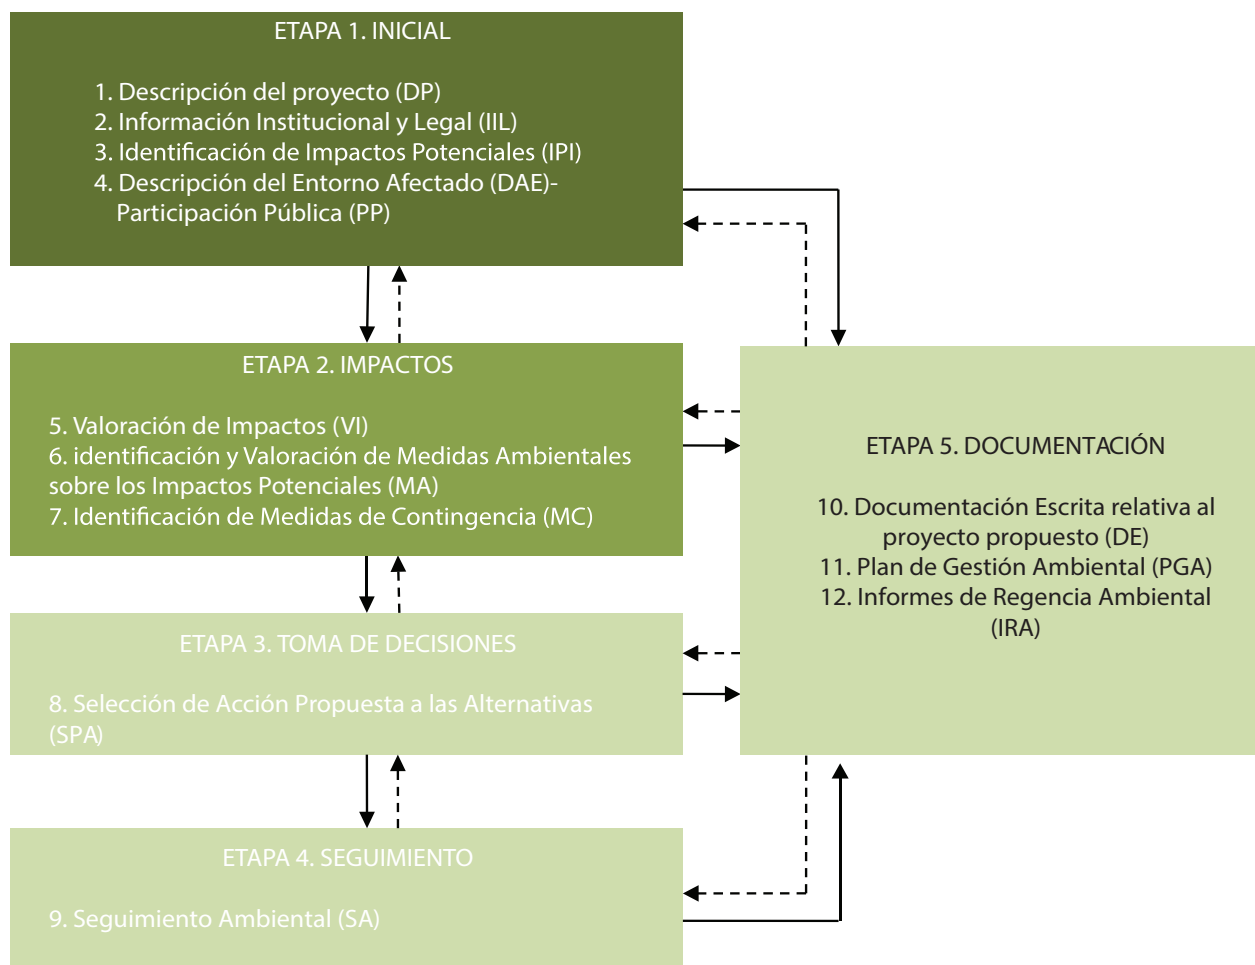 ETAPA 1. INICIAL
1. Descripción del proyecto (DP)
2. Información Institucional y Legal (IIL)
3. Identificación de Impactos Potenciales (IPI)
4. Descripción del Entorno Afectado (DAE)-
Participación Pública (PP)
ETAPA 2. IMPACTOS
5. Valoración de Impactos (VI)
6. identificación y Valoración de Medidas Ambientales
sobre los Impactos Potenciales (MA)
7. Identificación de Medidas de Contingencia (MC)
ETAPA 3. TOMA DE DECISIONES
8. Selección de Acción Propuesta a las Alternativas
(SPA)
ETAPA 4. SEGUIMIENTO
9. Seguimiento Ambiental (SA)
ETAPA 5. DOCUMENTACIÓN
10. Documentación Escrita relativa al
proyecto propuesto (DE)
11. Plan de Gestión Ambiental (PGA)
12. Informes de Regencia Ambiental
(IRA)